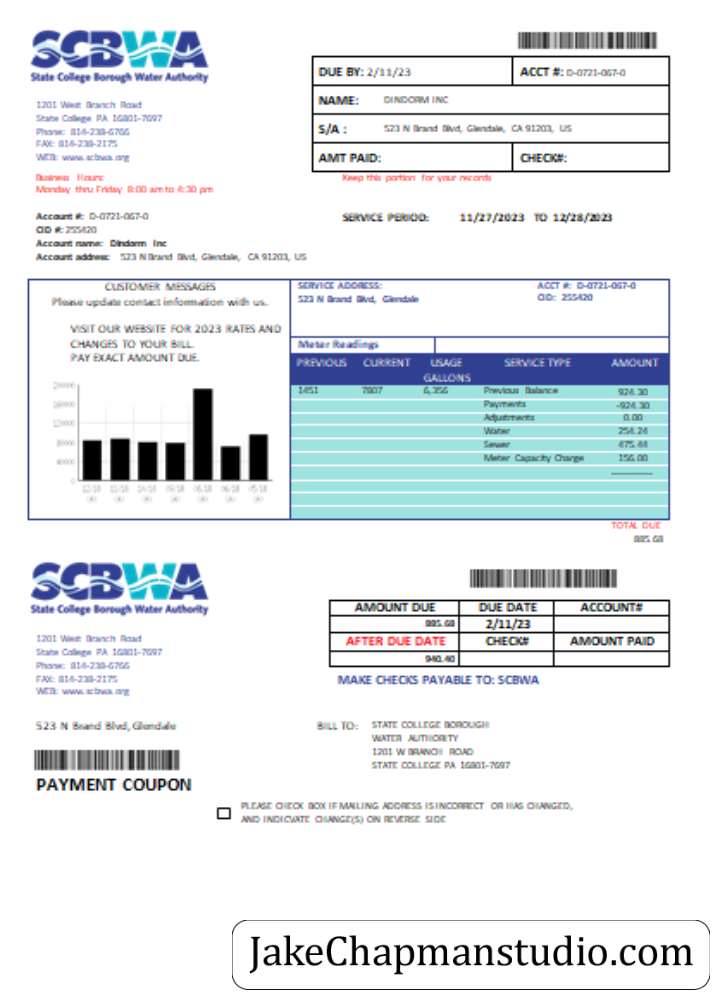 SCBWA
State College Borough Water Authority
DUE BY: 2/11/23 ACCT #: D-0721-067-0
NAME: DINDORM INC
S/A : 523 N Brand Blvd, Glendale, CA 91203, US
AMT PAID: CHECK#:
1201 West Branch Road
State College PA 16801-7697
Phone: 814-238-6766
FAX: 814-238-2175
WEB: www.scbwa.org
Business Hours:
Monday thru Friday 8:00 am to 4:30 pm
Keep this portion for your records
Account #: D-0721-067-0
CID #: 255420
Account name: Dindorm Inc
Account address: 523 N Brand Blvd, Glendale, CA 91203, US
SERVICE PERIOD: 11/27/2023 TO 12/28/2023
CUSTOMER MESSAGES
Please update contact information with us.
VISIT OUR WEBSITE FOR 2023 RATES AND
CHANGES TO YOUR BILL.
PAY EXACT AMOUNT DUE.
SERVICE ADDRESS: ACCT #: D-0721-067-0
523 N Brand Blvd, Glendale CID: 255420
Meter Readings
PREVIOUS CURRENT USAGE SERVICE TYPE AMOUNT
GALLONS
1451 7807 6,356 Previous Balance 924.30
Payments -924.30
Adjustments 0.00
Water 254.24
Sewer 475.44
Meter Capacity Charge 156.00
TOTAL DUE
885.68
SCBWA
State College Borough Water Authority
AMOUNT DUE DUE DATE ACCOUNT#
885.68 2/11/23
AFTER DUE DATE CHECK# AMOUNT PAID
940.40
1201 West Branch Road
State College PA 16801-7697
Phone: 814-238-6766
FAX: 814-238-2175
WEB: www.scbwa.org
MAKE CHECKS PAYABLE TO: SCBWA
523 N Brand Blvd, Glendale
BILL TO: STATE COLLEGE BOROUGH
WATER AUTHORITY
1201 W BRANCH ROAD
STATE COLLEGE PA 16801-7697
PAYMENT COUPON
PLEASE CHECK BOX IF MAILING ADDRESS IS INCORRECT OR HAS CHANGED,
AND INDICVATE CHANGE(S) ON REVERSE SIDE
JakeChapmanstudio.com